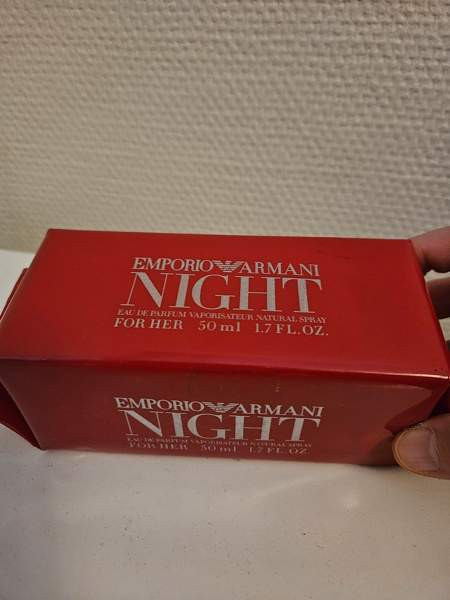 EMPORIO ARMANI
NIGHT
EAU DE PARFUM VAPORISATEUR NATURAL SPRAY
FOR HER 50 ml 1.7 FL.OZ.
EMPORIO ARMANI
NIGHT
EAU DE PARFUM VAPORISATEUR NATURAL SPRAY
FOR HER 50 ml 1.7 FL.OZ.